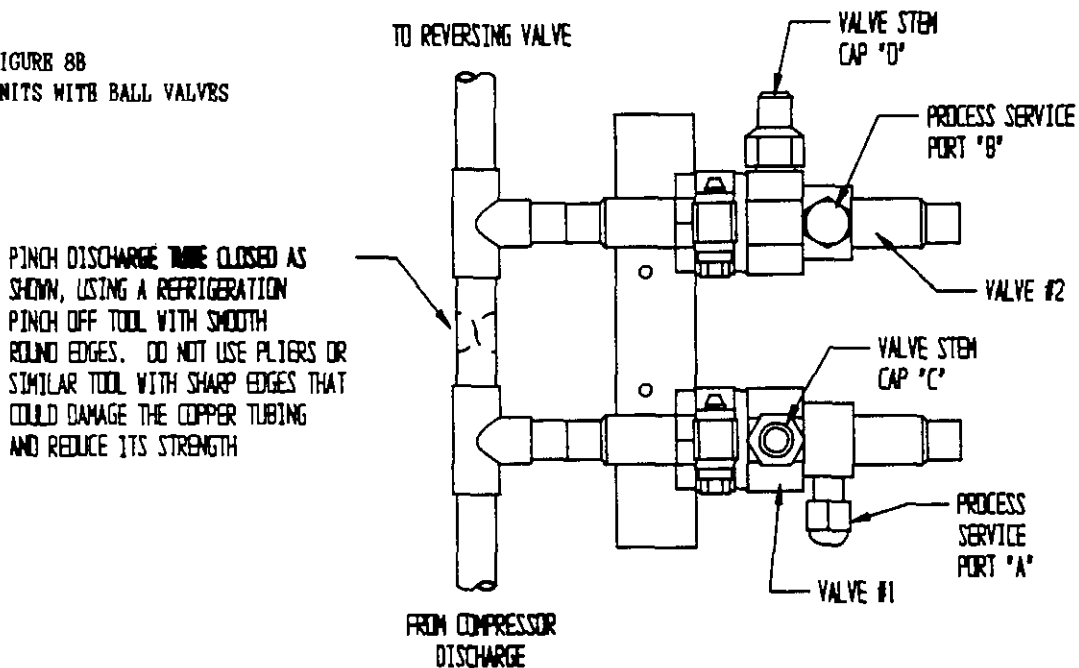 IGURE 8B
NITS WITH BALL VALVES
TO REVERSING VALVE
VALVE STEM
CAP "D"
PROCESS SERVICE
PORT "B"
PINCH DISCHARGE TUBE CLOSED AS
SHOWN, USING A REFRIGERATION
PINCH OFF TOOL WITH SMOOTH
ROUND EDGES. DO NOT USE PLIERS OR
SIMILAR TOOL WITH SHARP EDGES THAT
COULD DAMAGE THE COPPER TUBING
AND REDUCE ITS STRENGTH
VALVE #2
VALVE STEM
CAP "C"
PROCESS
SERVICE
PORT "A"
VALVE #1
FROM COMPRESSOR
DISCHARGE